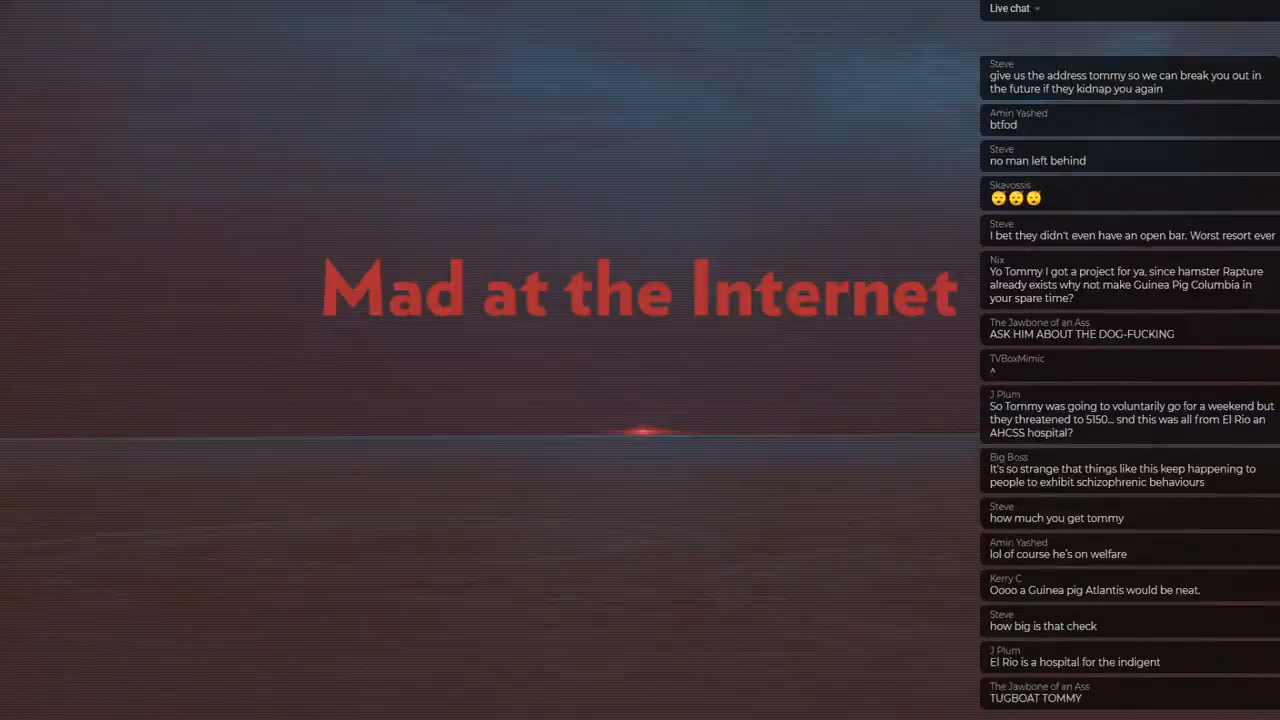 Live chat
Steve
give us the address tommy so we can break you out in
the future if they kidnap you again
Amin Yashed
btfod
Steve
no man left behind
Skavossis
😴😴😴
Steve
I bet they didn't even have an open bar. Worst resort ever
Nix
Yo Tommy I got a project for ya, since hamster Rapture
already exists why not make Guinea Pig Columbia in
your spare time?
The Jawbone of an Ass
ASK HIM ABOUT THE DOG-FUCKING
TVBoxMimic
^
J Plum
So Tommy was going to voluntarily go for a weekend but
they threatened to 5150... snd this was all from El Rio an
AHCSS hospital?
Big Boss
It's so strange that things like this keep happening to
people to exhibit schizophrenic behaviours
Steve
how much you get tommy
Amin Yashed
lol of course he's on welfare
Kerry C
Oooo a Guinea pig Atlantis would be neat.
Steve
how big is that check
J Plum
El Rio is a hospital for the indigent
The Jawbone of an Ass
TUGBOAT TOMMY
Mad at the Internet